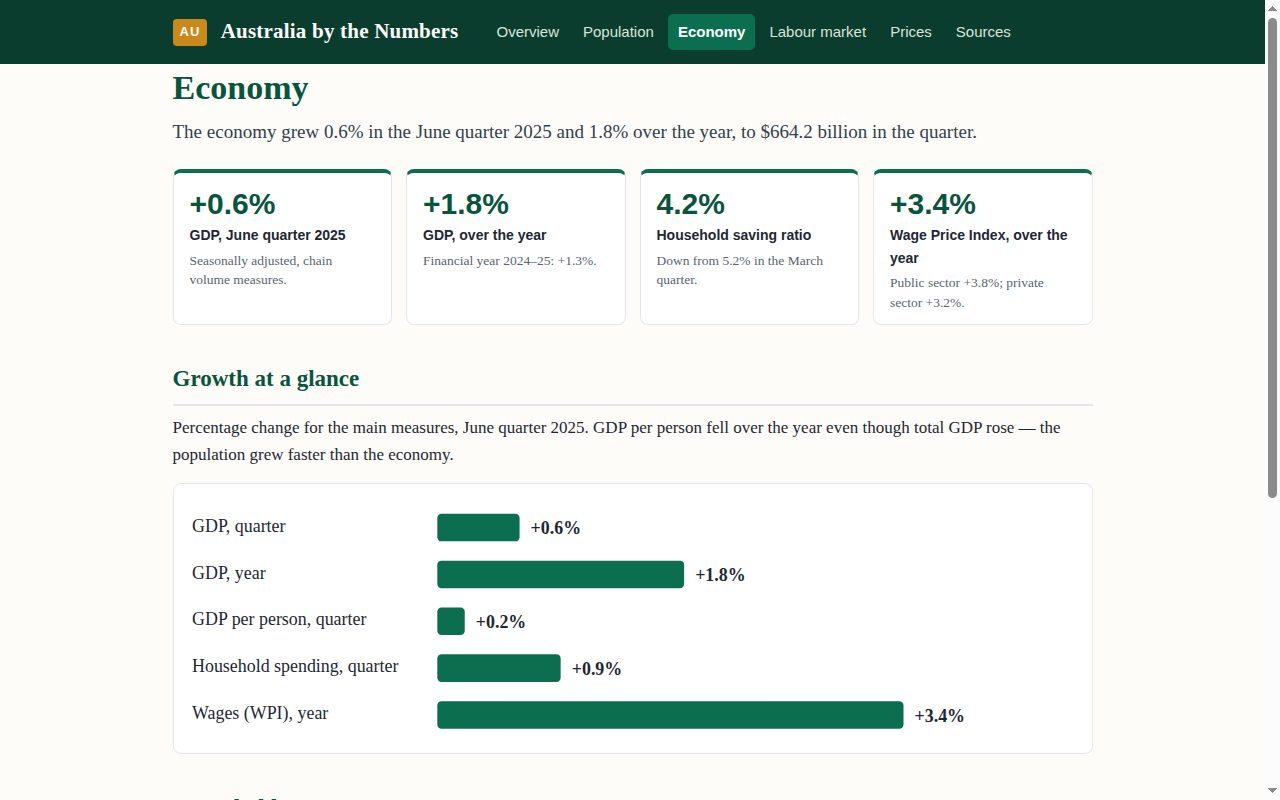 AU Australia by the Numbers Overview Population Economy Labour market Prices Sources
Economy
The economy grew 0.6% in the June quarter 2025 and 1.8% over the year, to $664.2 billion in the quarter.
+0.6%
GDP, June quarter 2025
Seasonally adjusted, chain
volume measures.
+1.8%
GDP, over the year
Financial year 2024–25: +1.3%.
4.2%
Household saving ratio
Down from 5.2% in the March
quarter.
+3.4%
Wage Price Index, over the
year
Public sector +3.8%; private
sector +3.2%.
Growth at a glance
Percentage change for the main measures, June quarter 2025. GDP per person fell over the year even though total GDP rose — the
population grew faster than the economy.
GDP, quarter +0.6%
GDP, year +1.8%
GDP per person, quarter +0.2%
Household spending, quarter +0.9%
Wages (WPI), year +3.4%